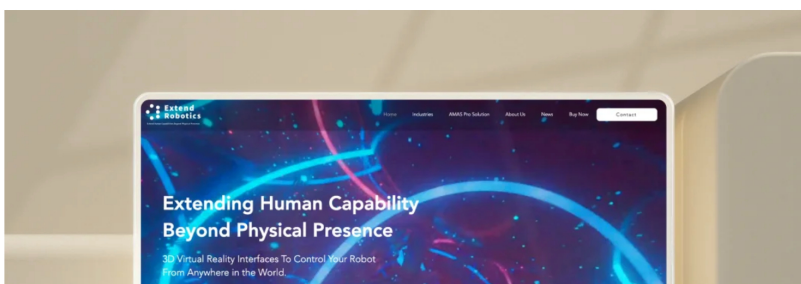 Extend
Robotics
Home Industries AMAS Pro Solution About Us News Buy Now Contact
Extending Human Capability
Beyond Physical Presence
3D Virtual Reality Interfaces To Control Your Robot
From Anywhere in the World.